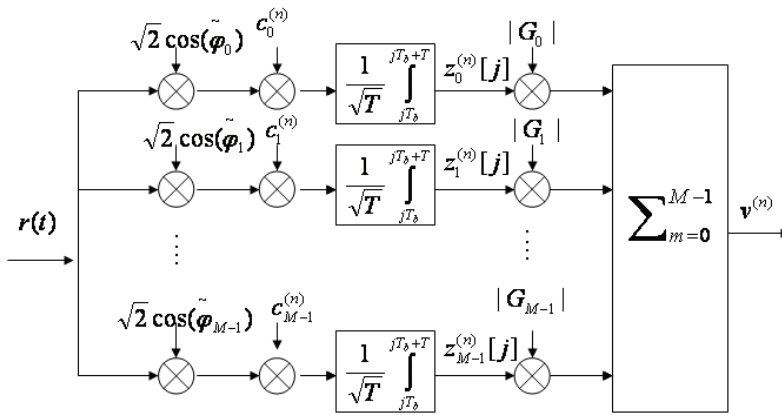 √2 cos(φ̃₀) c₀⁽ⁿ⁾ |G₀|
1/√T ∫_{jT_b}^{jT_b+T} z₀⁽ⁿ⁾[j]
√2 cos(φ̃₁) c₁⁽ⁿ⁾ |G₁|
1/√T ∫_{jT_b}^{jT_b+T} z₁⁽ⁿ⁾[j]
r(t) ∑_{m=0}^{M-1} v⁽ⁿ⁾
⋮ ⋮
√2 cos(φ̃_{M-1}) c_{M-1}⁽ⁿ⁾ |G_{M-1}|
1/√T ∫_{jT_b}^{jT_b+T} z_{M-1}⁽ⁿ⁾[j]